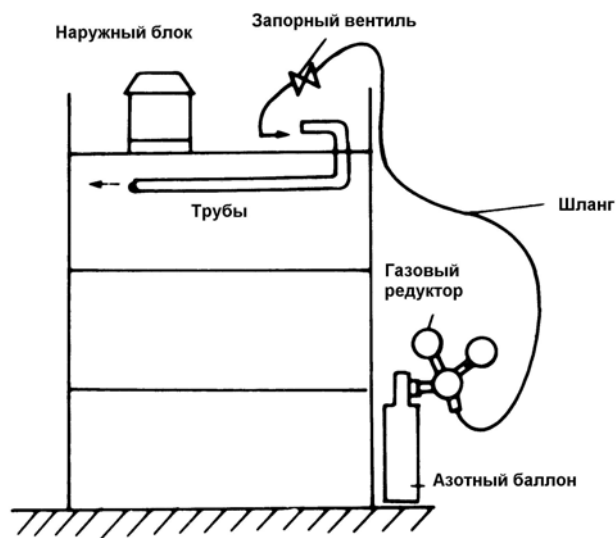 Запорный вентиль
Наружный блок
Трубы
Шланг
Газовый
редуктор
Азотный баллон